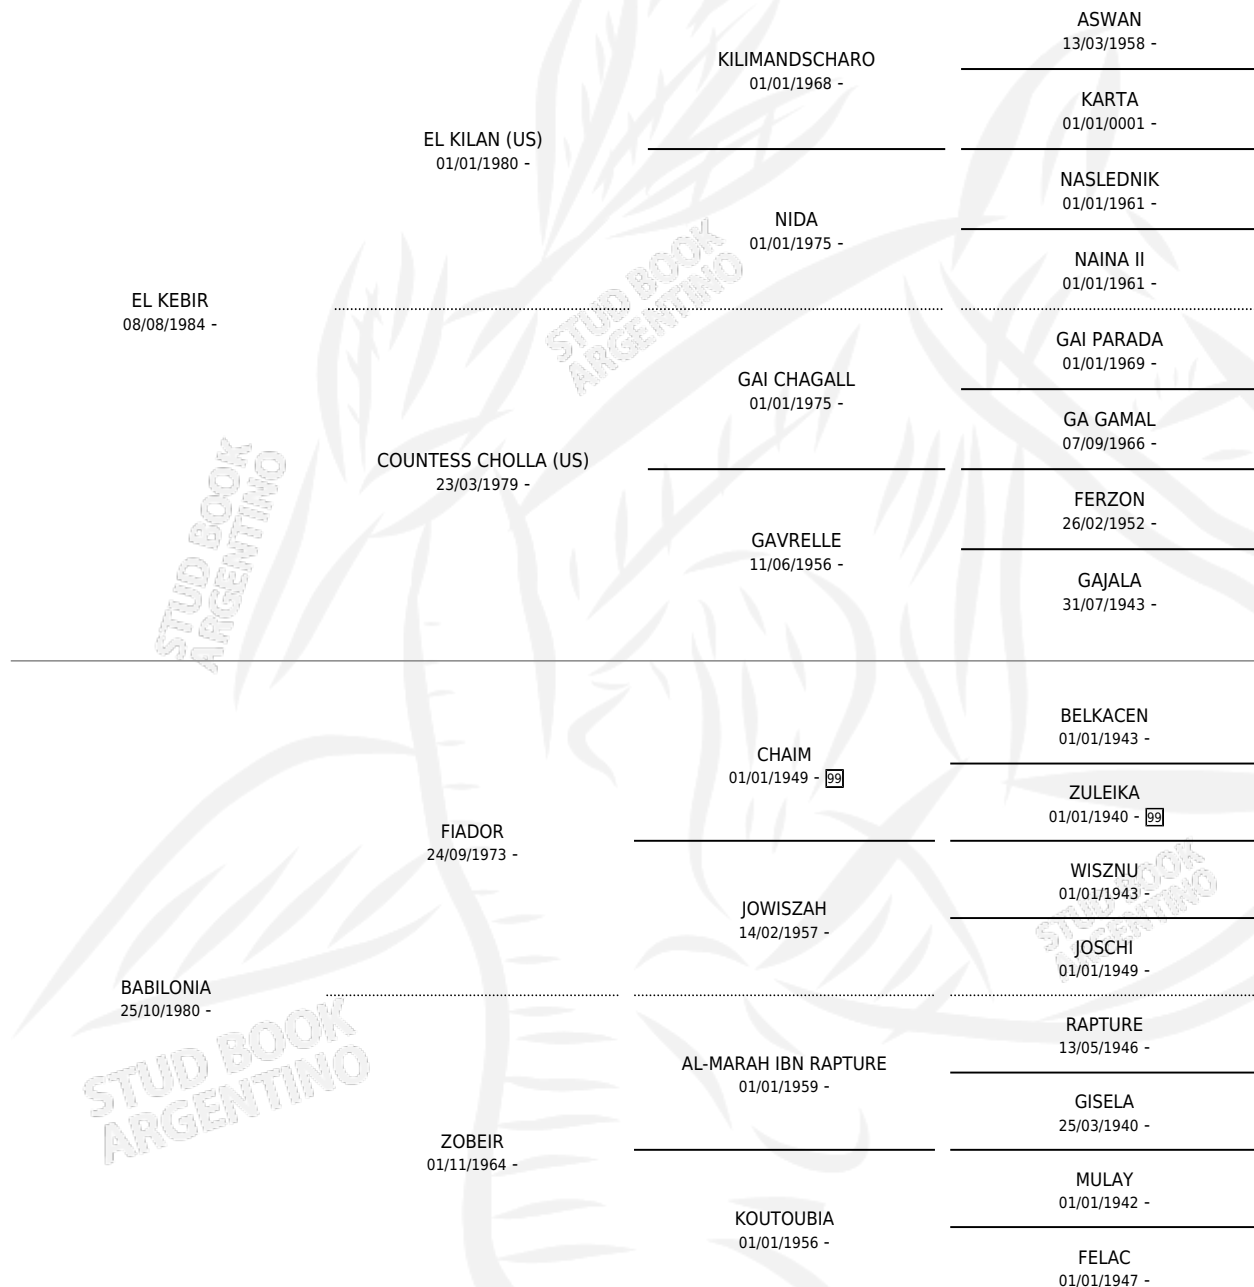 EL KEBIR
08/08/1984 -
EL KILAN (US)
01/01/1980 -
COUNTESS CHOLLA (US)
23/03/1979 -
KILIMANDSCHARO
01/01/1968 -
NIDA
01/01/1975 -
GAI CHAGALL
01/01/1975 -
GAVRELLE
11/06/1956 -
ASWAN
13/03/1958 -
KARTA
01/01/0001 -
NASLEDNIK
01/01/1961 -
NAINA II
01/01/1961 -
GAI PARADA
01/01/1969 -
GA GAMAL
07/09/1966 -
FERZON
26/02/1952 -
GAJALA
31/07/1943 -
STUD BOOK
ARGENTINO
STUD BOOK
ARGENTINO
BABILONIA
25/10/1980 -
FIADOR
24/09/1973 -
ZOBEIR
01/11/1964 -
CHAIM
01/01/1949 - 99
JOWISZAH
14/02/1957 -
AL-MARAH IBN RAPTURE
01/01/1959 -
KOUTOUBIA
01/01/1956 -
BELKACEN
01/01/1943 -
ZULEIKA
01/01/1940 - 99
WISZNU
01/01/1943 -
JOSCHI
01/01/1949 -
RAPTURE
13/05/1946 -
GISELA
25/03/1940 -
MULAY
01/01/1942 -
FELAC
01/01/1947 -
STUD BOOK
ARGENTINO
STUD BOOK
ARGENTINO